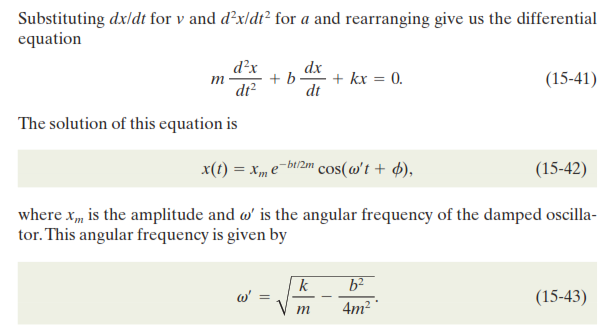 Substituting dx/dt for v and d²x/dt² for a and rearranging give us the differential
equation
m d²x/dt² + b dx/dt + kx = 0. (15-41)
The solution of this equation is
x(t) = xₘ e^(−bt/2m) cos(ω't + ϕ), (15-42)
where xₘ is the amplitude and ω' is the angular frequency of the damped oscilla-
tor. This angular frequency is given by
ω' = √(k/m − b²/4m²). (15-43)